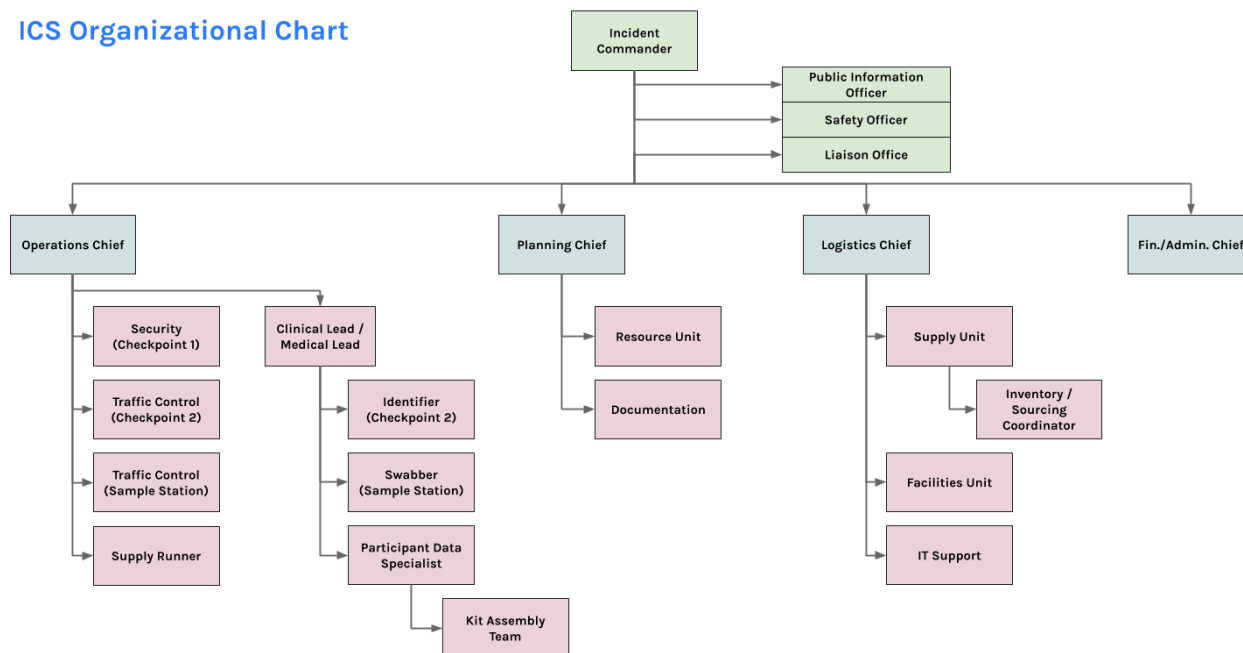 ICS Organizational Chart
Incident
Commander
Public Information
Officer
Safety Officer
Liaison Office
Operations Chief
Planning Chief
Logistics Chief
Fin./Admin. Chief
Security
(Checkpoint 1)
Clinical Lead /
Medical Lead
Resource Unit
Supply Unit
Traffic Control
(Checkpoint 2)
Identifier
(Checkpoint 2)
Documentation
Inventory /
Sourcing
Coordinator
Traffic Control
(Sample Station)
Swabber
(Sample Station)
Facilities Unit
Supply Runner
Participant Data
Specialist
IT Support
Kit Assembly
Team